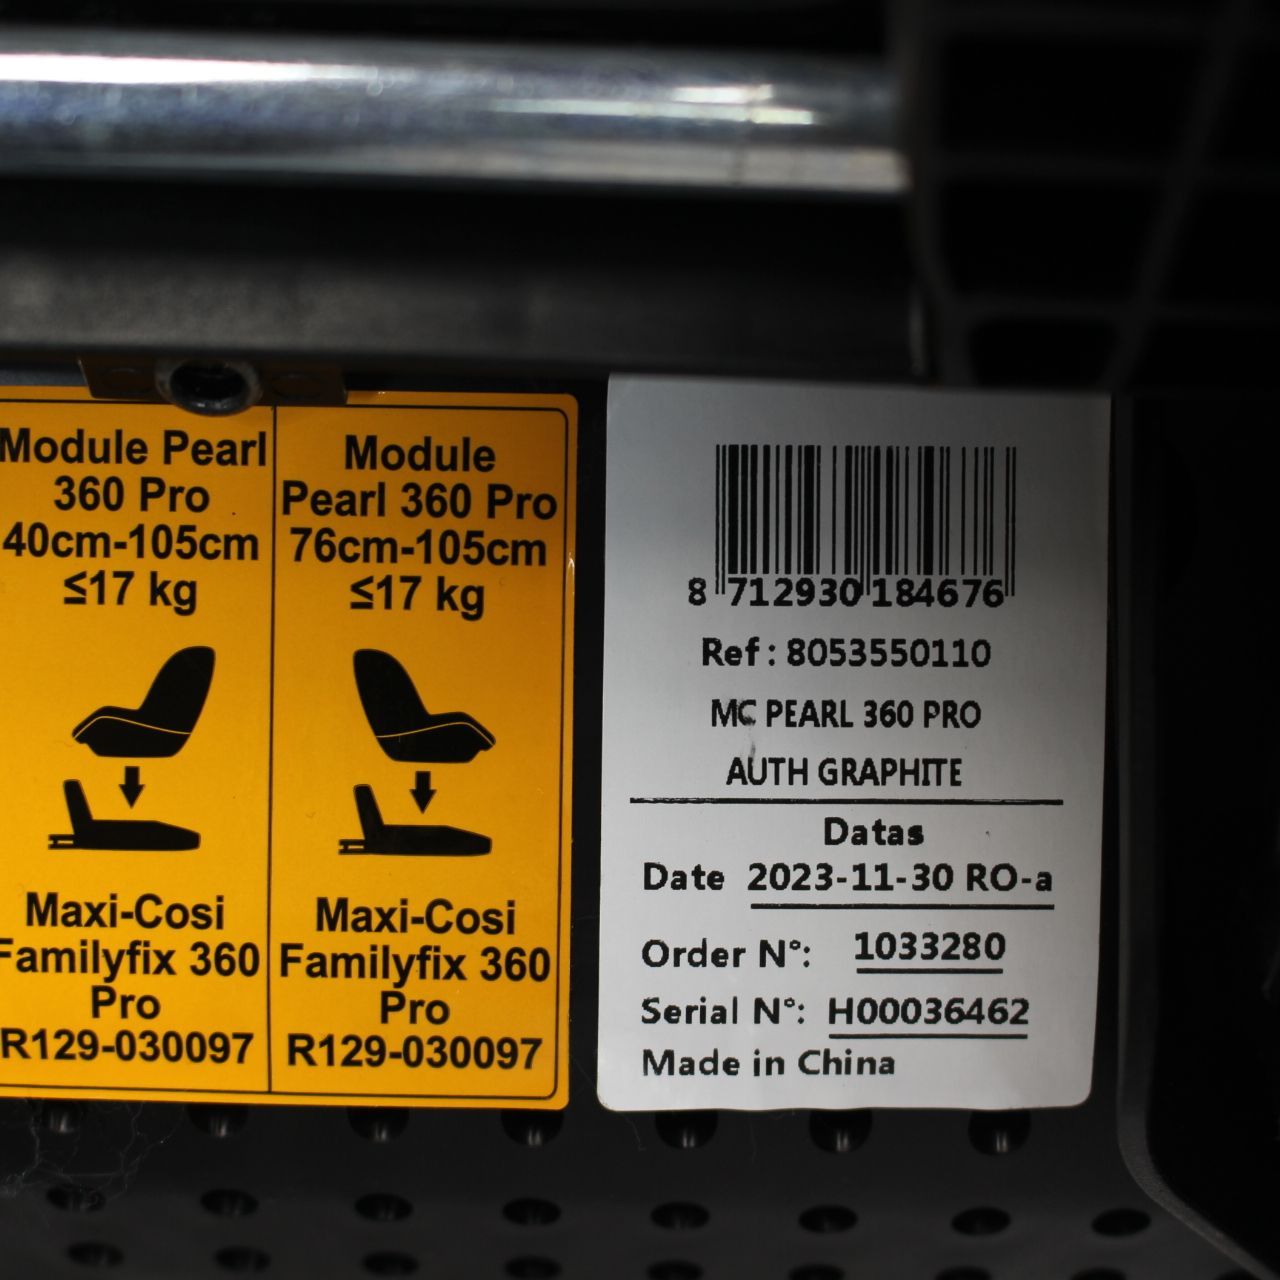 Module Pearl
360 Pro
40cm-105cm
≤17 kg
Maxi-Cosi
Familyfix 360
Pro
R129-030097
Module
Pearl 360 Pro
76cm-105cm
≤17 kg
Maxi-Cosi
Familyfix 360
Pro
R129-030097
8 712930 184676
Ref : 8053550110
MC PEARL 360 PRO
AUTH GRAPHITE
Datas
Date 2023-11-30 RO-a
Order N°: 1033280
Serial N°: H00036462
Made in China